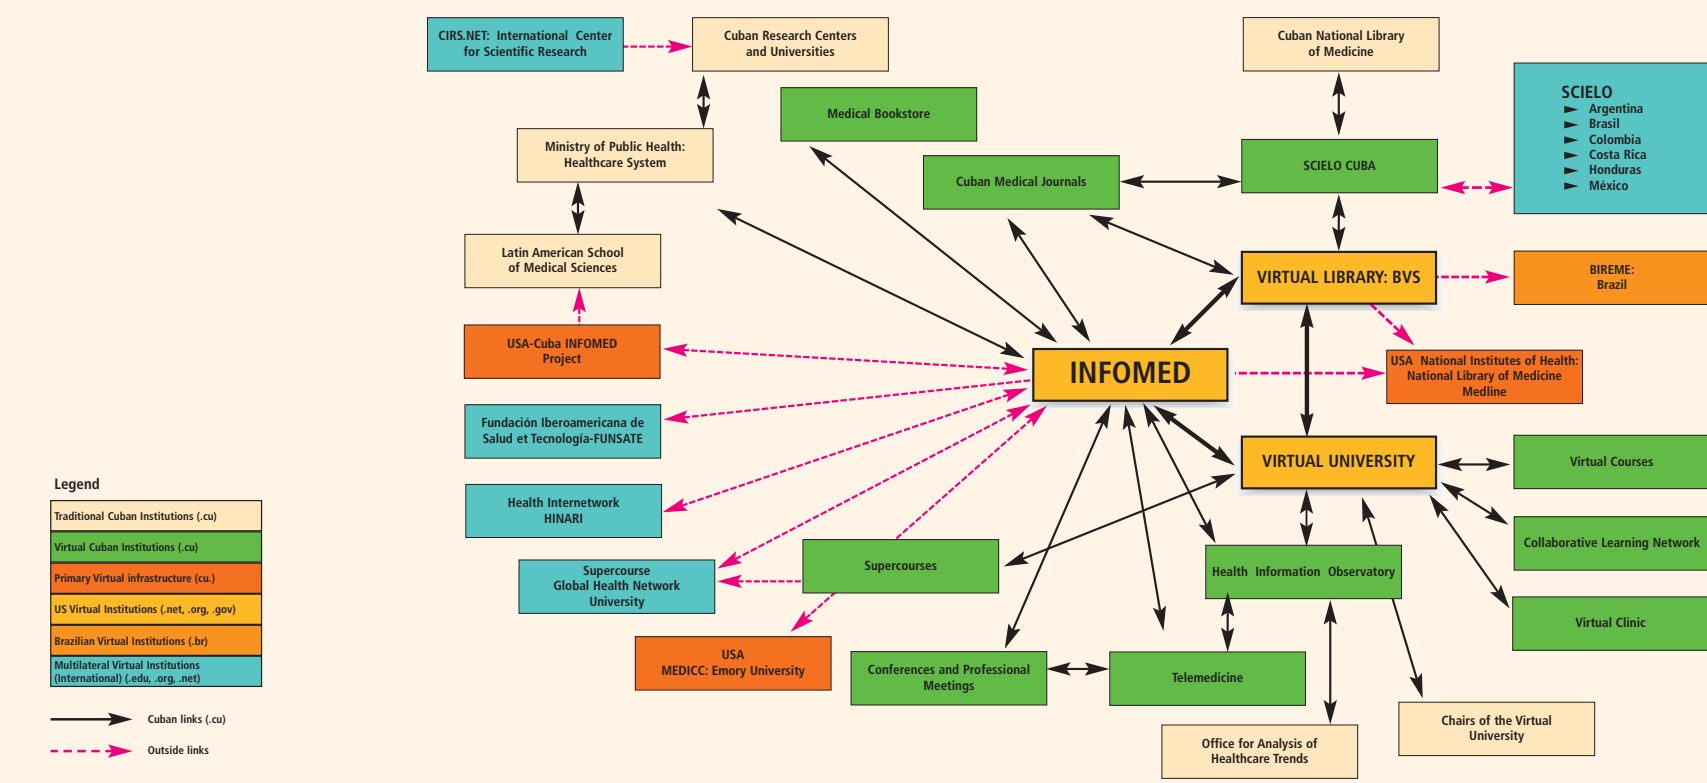 CIRS.NET: International Center
for Scientific Research
Cuban Research Centers
and Universities
Cuban National Library
of Medicine
SCIELO
Argentina
Brasil
Colombia
Costa Rica
Honduras
México
Medical Bookstore
Ministry of Public Health:
Healthcare System
Cuban Medical Journals
SCIELO CUBA
Latin American School
of Medical Sciences
VIRTUAL LIBRARY: BVS
BIREME:
Brazil
USA-Cuba INFOMED
Project
INFOMED
USA National Institutes of Health:
National Library of Medicine
Medline
Fundación Iberoamericana de
Salud et Tecnología-FUNSATE
VIRTUAL UNIVERSITY
Virtual Courses
Health Internetwork
HINARI
Collaborative Learning Network
Supercourse
Global Health Network
University
Supercourses
Health Information Observatory
Virtual Clinic
USA
MEDICC: Emory University
Conferences and Professional
Meetings
Telemedicine
Chairs of the Virtual
University
Office for Analysis of
Healthcare Trends
Legend
Traditional Cuban Institutions (.cu)
Virtual Cuban Institutions (.cu)
Primary Virtual infrastructure (cu.)
US Virtual Institutions (.net, .org, .gov)
Brazilian Virtual Institutions (.br)
Multilateral Virtual Institutions
(International) (.edu, .org, .net)
Cuban links (.cu)
Outside links